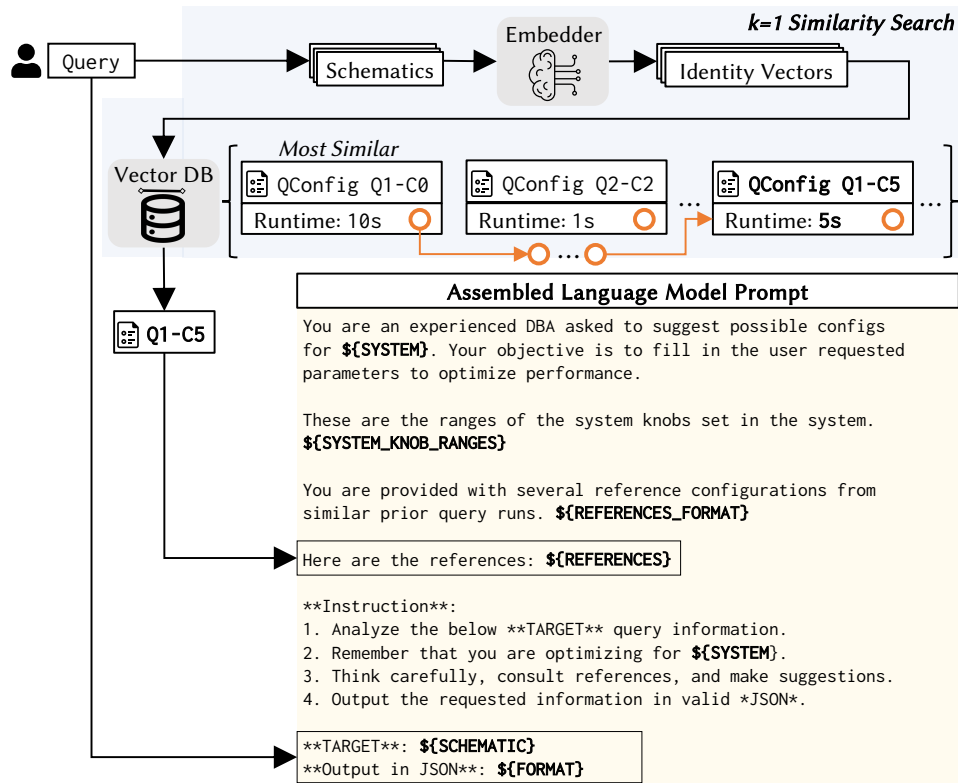 k=1 Similarity Search
Query
Schematics
Embedder
Identity Vectors
Vector DB
Most Similar
QConfig Q1-C0
Runtime: 10s
QConfig Q2-C2
Runtime: 1s
...
QConfig Q1-C5
Runtime: 5s
...
...
Q1-C5
Assembled Language Model Prompt
You are an experienced DBA asked to suggest possible configs
for ${SYSTEM}. Your objective is to fill in the user requested
parameters to optimize performance.
These are the ranges of the system knobs set in the system.
${SYSTEM_KNOB_RANGES}
You are provided with several reference configurations from
similar prior query runs. ${REFERENCES_FORMAT}
Here are the references: ${REFERENCES}
**Instruction**:
1. Analyze the below **TARGET** query information.
2. Remember that you are optimizing for ${SYSTEM}.
3. Think carefully, consult references, and make suggestions.
4. Output the requested information in valid *JSON*.
**TARGET**: ${SCHEMATIC}
**Output in JSON**: ${FORMAT}